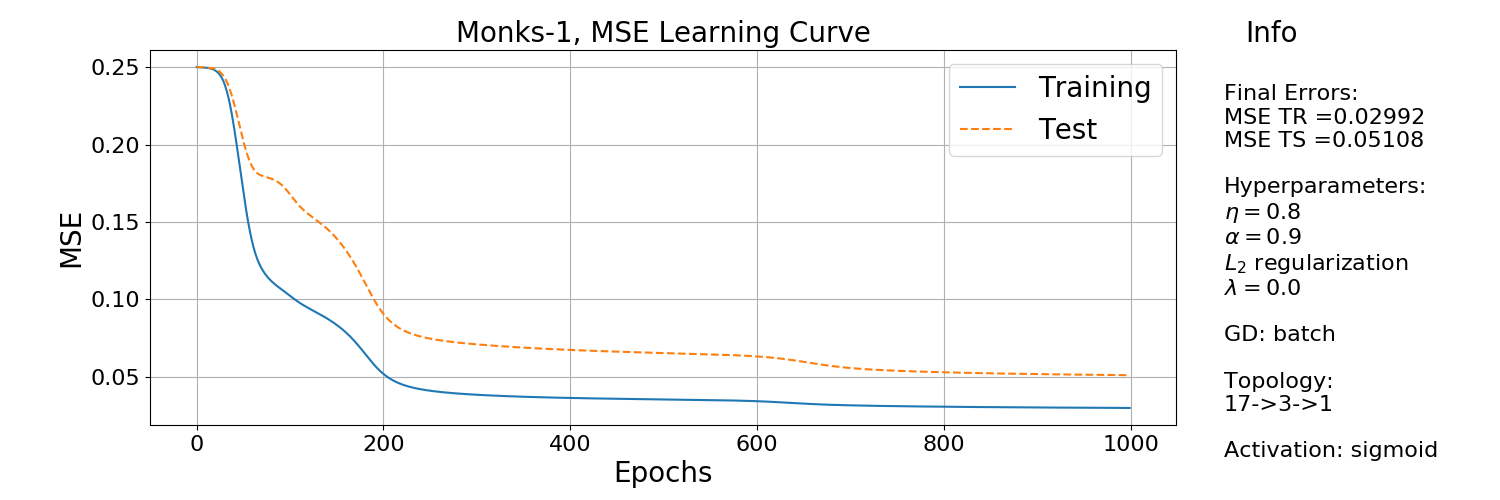 Monks-1, MSE Learning Curve
MSE
0.25
0.20
0.15
0.10
0.05
0 200 400 600 800 1000
Epochs
Training
Test
Info
Final Errors:
MSE TR =0.02992
MSE TS =0.05108
Hyperparameters:
η = 0.8
α = 0.9
L₂ regularization
λ = 0.0
GD: batch
Topology:
17->3->1
Activation: sigmoid